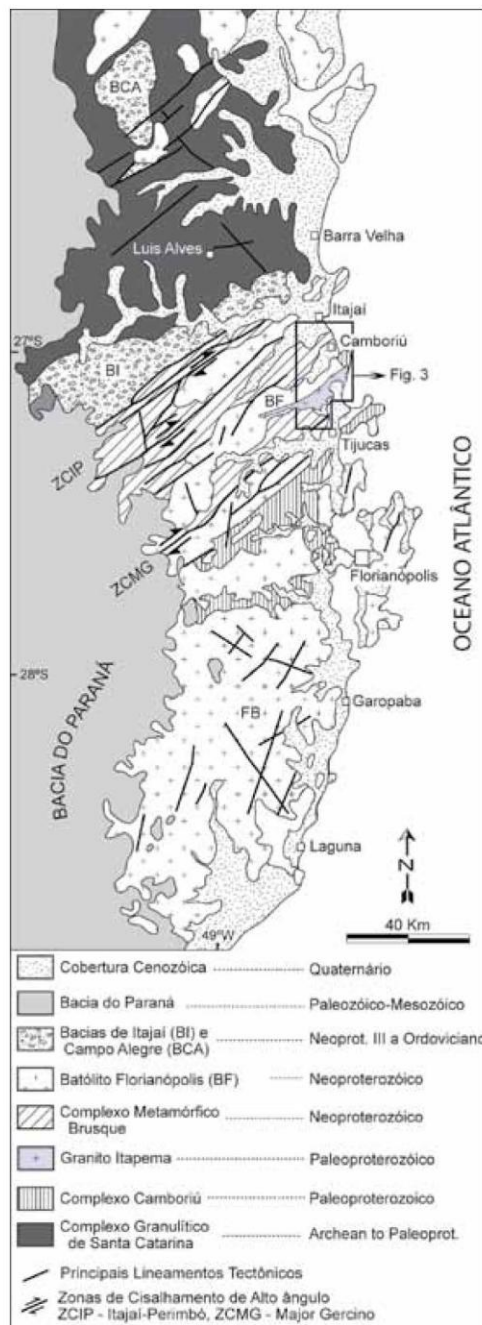 BCA
Barra Velha
Luis Alves
Itajaí
27°S
Camboriú
BI
Fig. 3
BF
Tijucas
ZCIP
OCEANO ATLÂNTICO
ZCMG
Florianópolis
28°S
BACIA DO PARANÁ
FB
Garopaba
Laguna
N
49°W
40 Km
Cobertura Cenozóica Quaternário
Bacia do Paraná Paleozóico-Mesozóico
Bacias de Itajaí (BI) e
Campo Alegre (BCA) Neoprot. III a Ordoviciano
Batólito Florianópolis (BF) Neoproterozóico
Complexo Metamórfico
Brusque Neoproterozóico
Granito Itapema Paleoproterozóico
Complexo Camboriú Paleoproterozoico
Complexo Granulítico
de Santa Catarina Archean to Paleoprot.
Principais Lineamentos Tectônicos
Zonas de Cisalhamento de Alto ângulo
ZCIP - Itajaí-Perimbó, ZCMG - Major Gercino